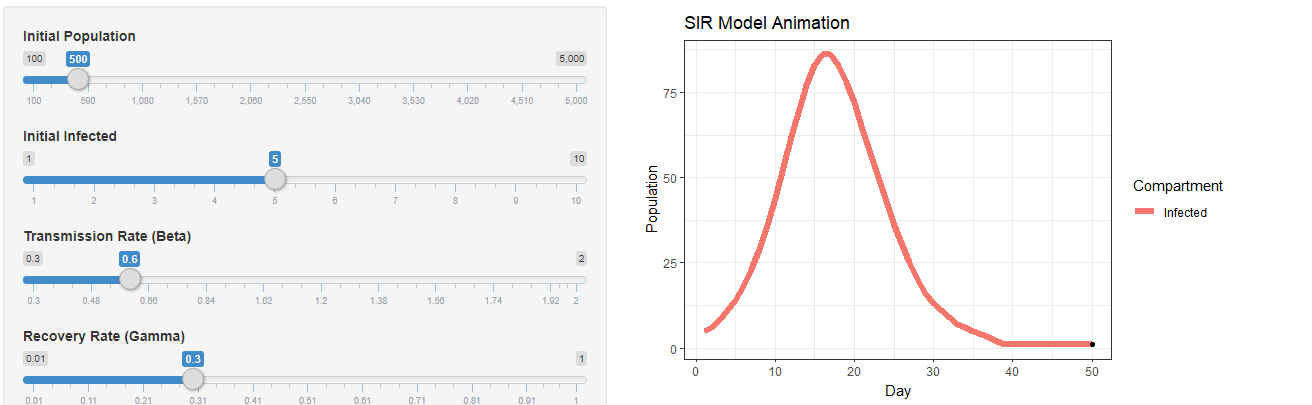 Initial Population
100 500 5,000
100 590 1,080 1,570 2,060 2,550 3,040 3,530 4,020 4,510 5,000
Initial Infected
1 5 10
1 2 3 4 5 6 7 8 9 10
Transmission Rate (Beta)
0.3 0.6 2
0.3 0.48 0.66 0.84 1.02 1.2 1.38 1.56 1.74 1.92 2
Recovery Rate (Gamma)
0.01 0.3 1
0.01 0.11 0.21 0.31 0.41 0.51 0.61 0.71 0.81 0.91 1
SIR Model Animation
Population
75
50
25
0
0 10 20 30 40 50
Day
Compartment
Infected